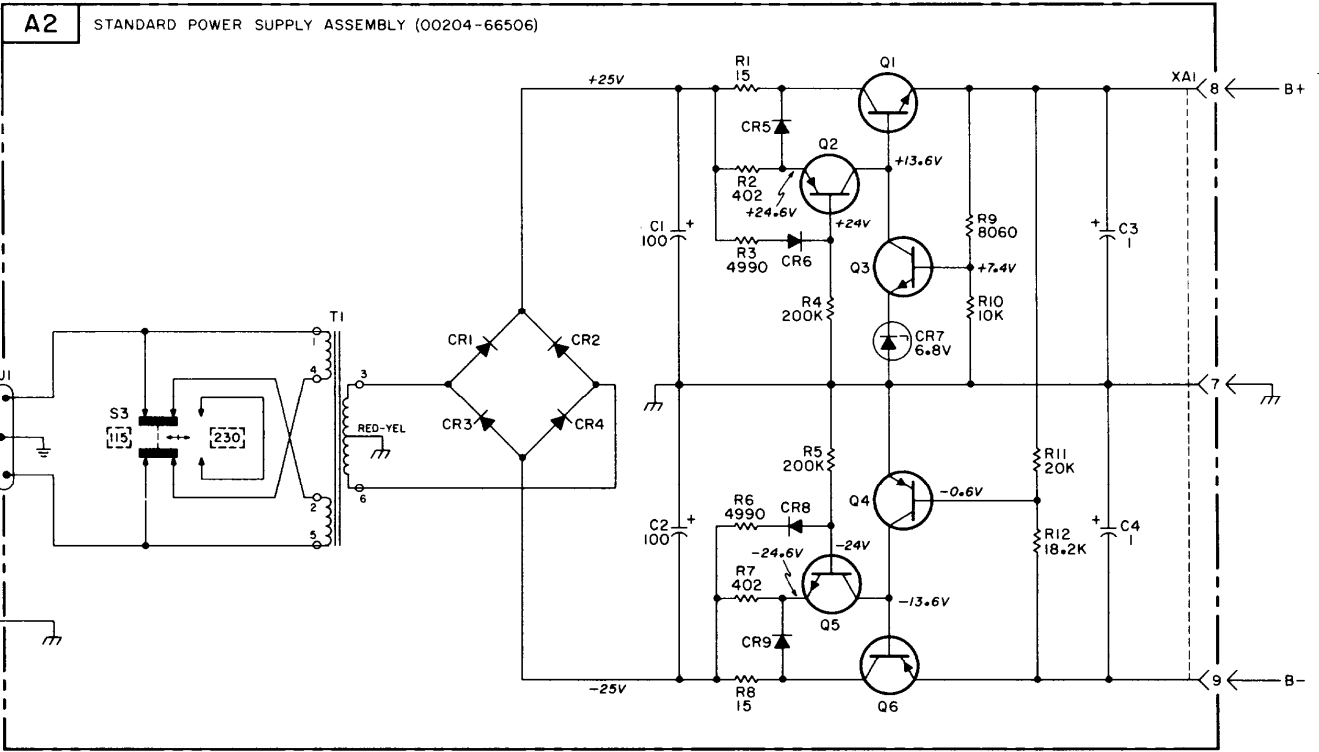 A2 STANDARD POWER SUPPLY ASSEMBLY (00204-66506)
+25V
R1
15
Q1
XA1
8
B+
CR5
Q2
R2
402
+24.6V
+13.6V
+24V
C1
100
+
R3
4990
CR6
R9
8060
+
C3
1
Q3
+7.4V
R4
200K
R10
10K
CR7
6.8V
T1
1
4
3
CR1
CR2
7
J1
S3
115
230
RED-YEL
CR3
CR4
2
5
6
R5
200K
R11
20K
R6
4990
CR8
Q4
-0.6V
C2
100
+
-24.6V
-24V
R12
18.2K
+
C4
1
R7
402
-13.6V
Q5
CR9
-25V
R8
15
Q6
9
B-